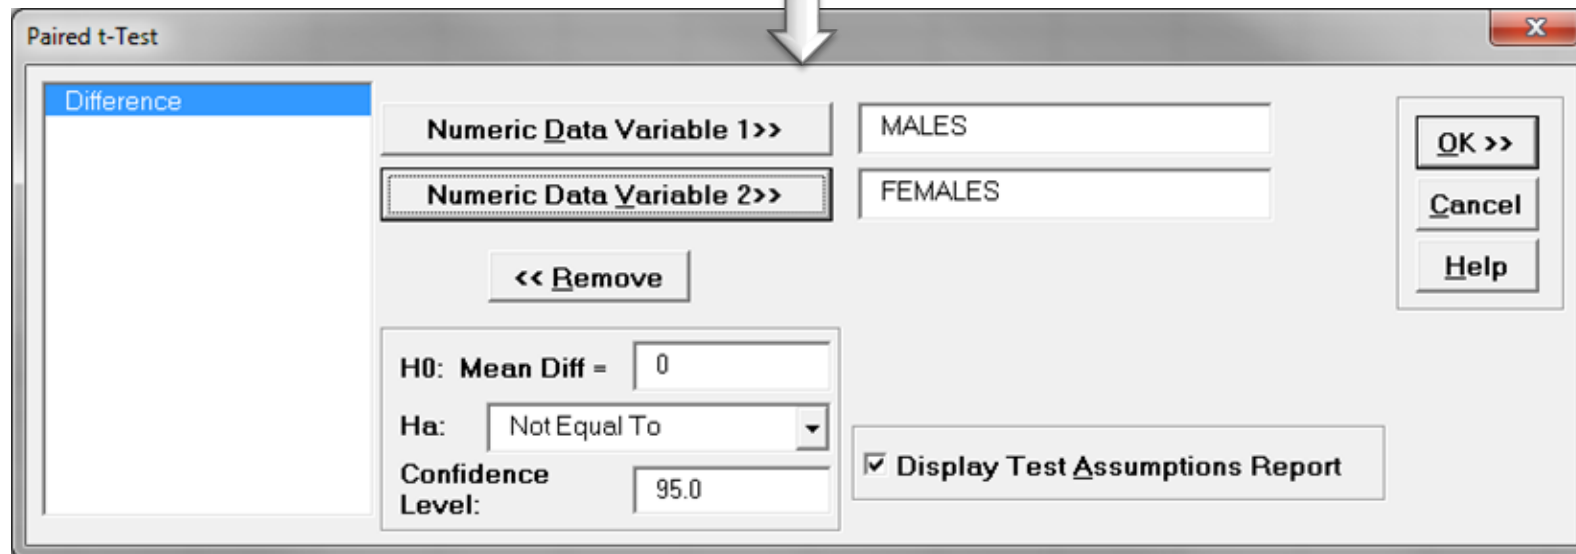 Paired t-Test
Difference
Numeric Data Variable 1>>
MALES
Numeric Data Variable 2>>
FEMALES
<< Remove
OK >>
Cancel
Help
H0: Mean Diff =
0
Ha:
Not Equal To
Confidence
Level:
95.0
Display Test Assumptions Report